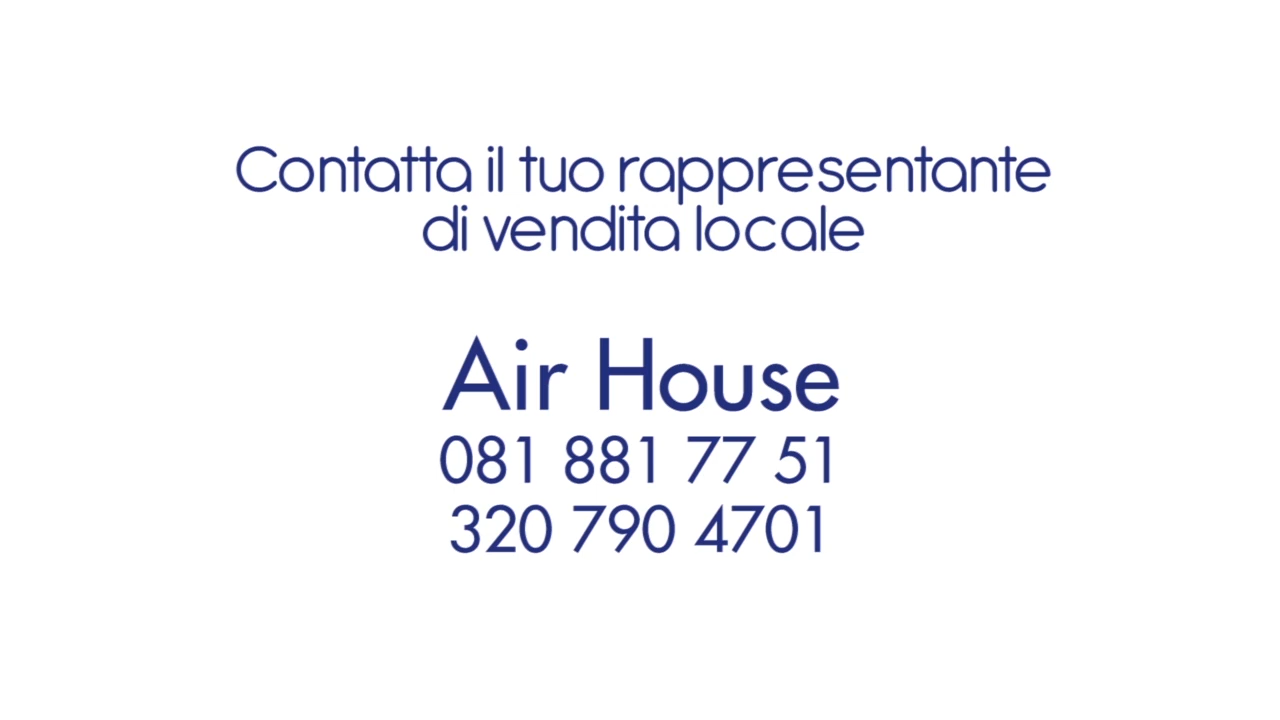 Contatta il tuo rappresentante
di vendita locale
Air House
081 881 77 51
320 790 4701